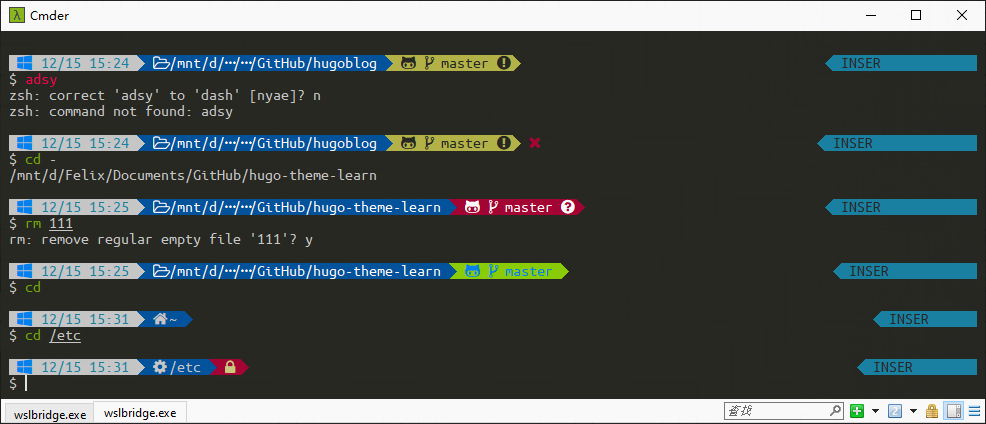 Cmder
12/15 15:24 /mnt/d/···/···/GitHub/hugoblog master INSER
$ adsy
zsh: correct 'adsy' to 'dash' [nyae]? n
zsh: command not found: adsy
12/15 15:24 /mnt/d/···/···/GitHub/hugoblog master INSER
$ cd -
/mnt/d/Felix/Documents/GitHub/hugo-theme-learn
12/15 15:25 /mnt/d/···/···/GitHub/hugo-theme-learn master INSER
$ rm 111
rm: remove regular empty file '111'? y
12/15 15:25 /mnt/d/···/···/GitHub/hugo-theme-learn master INSER
$ cd
12/15 15:31 ~ INSER
$ cd /etc
12/15 15:31 /etc INSER
$
wslbridge.exe wslbridge.exe 查找